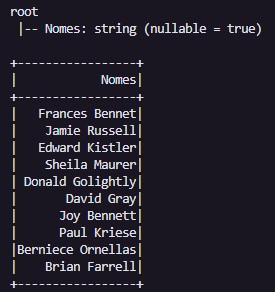 root
 |-- Nomes: string (nullable = true)

+-----------------+
|            Nomes|
+-----------------+
|   Frances Bennet|
|    Jamie Russell|
|   Edward Kistler|
|    Sheila Maurer|
| Donald Golightly|
|       David Gray|
|      Joy Bennett|
|      Paul Kriese|
|Berniece Ornellas|
|    Brian Farrell|
+-----------------+